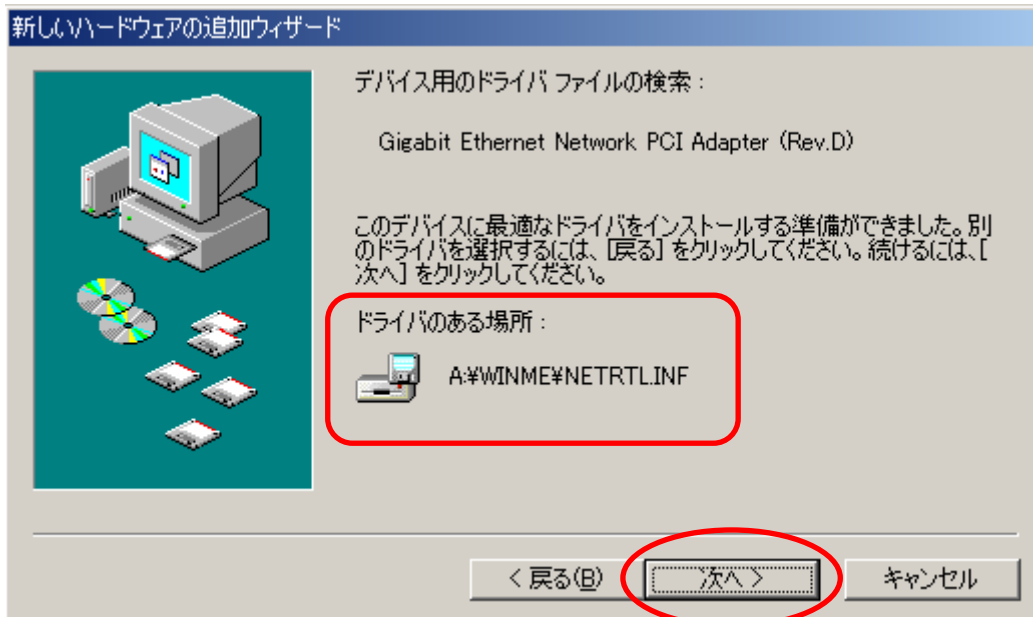 新しいハードウェアの追加ウィザード
デバイス用のドライバ ファイルの検索 :
Gigabit Ethernet Network PCI Adapter (Rev.D)
このデバイスに最適なドライバをインストールする準備ができました。別
のドライバを選択するには、[戻る] をクリックしてください。続けるには、[
次へ] をクリックしてください。
ドライバのある場所 :
A:¥WINME¥NETRTL.INF
< 戻る(B)
次へ >
キャンセル